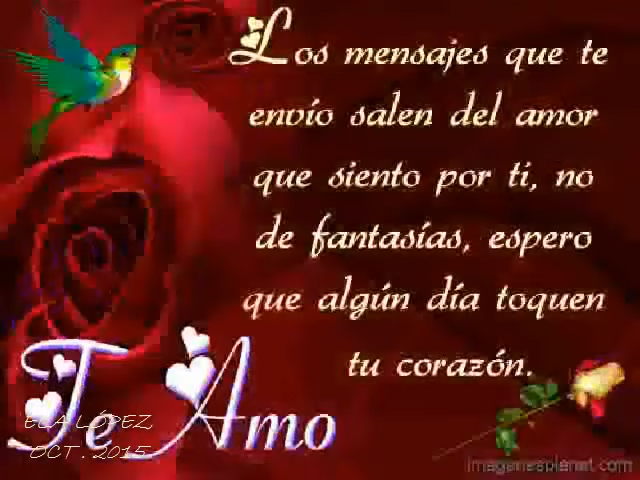 Los mensajes que te
envío salen del amor
que siento por ti, no
de fantasías, espero
que algún día toquen
tu corazón.
Te Amo
ELA LÓPEZ,
OCT . 2015
imagenesplanet.com